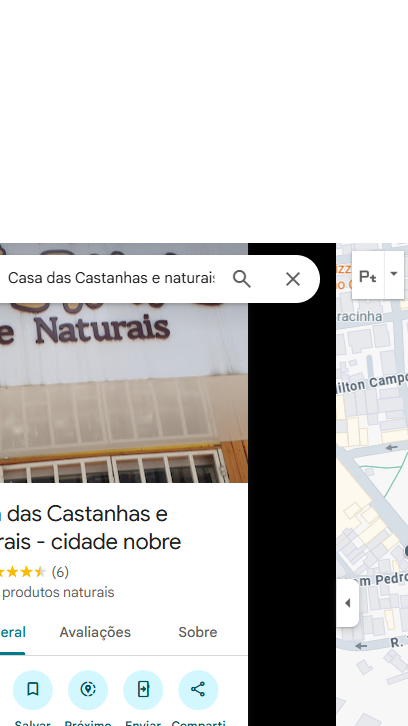 Casa das Castanhas e naturais
e Naturais
das Castanhas e
rais - cidade nobre
(6)
produtos naturais
eral
Avaliações
Sobre
Salvar
Próximo
Enviar
Comparti
racinha
ilton Campo
m Pedro
R.